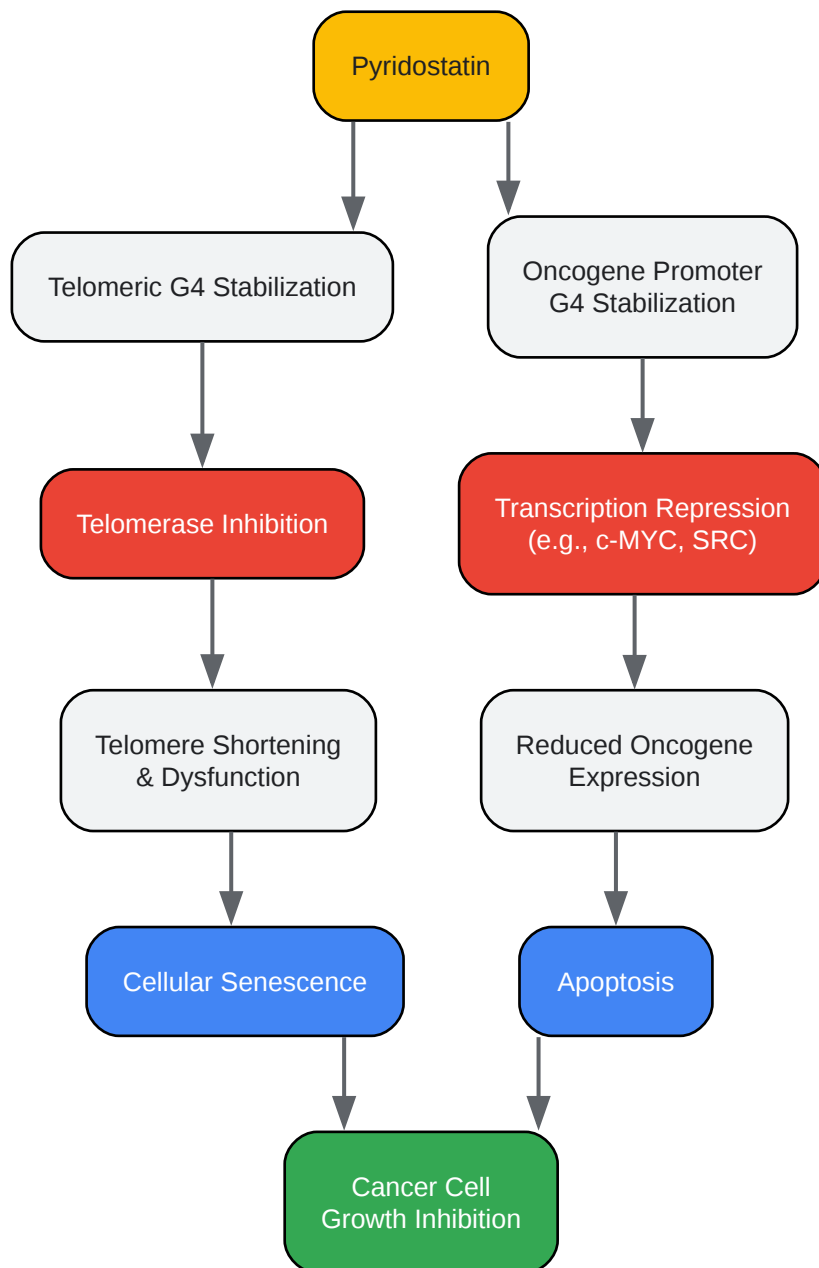 Pyridostatin
Telomeric G4 Stabilization
Oncogene Promoter
G4 Stabilization
Telomerase Inhibition
Transcription Repression
(e.g., c-MYC, SRC)
Telomere Shortening
& Dysfunction
Reduced Oncogene
Expression
Cellular Senescence
Apoptosis
Cancer Cell
Growth Inhibition